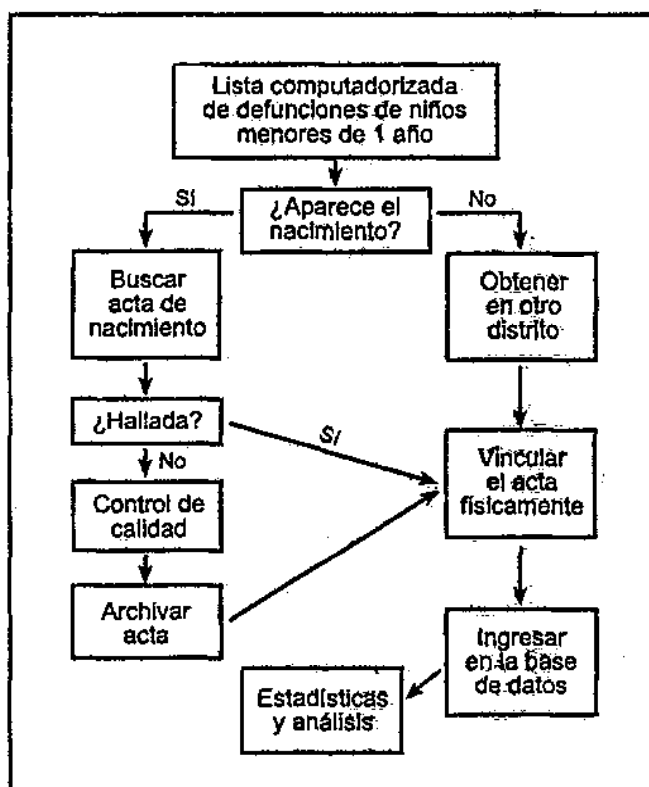 Lista computadorizada
de defunciones de niños
menores de 1 año
Sí
¿Aparece el
nacimiento?
No
Buscar
acta de
nacimiento
Obtener
en otro
distrito
¿Hallada?
Sí
No
Vincular
el acta
físicamente
Control de
calidad
Archivar
acta
Ingresar
en la base
de datos
Estadísticas
y análisis